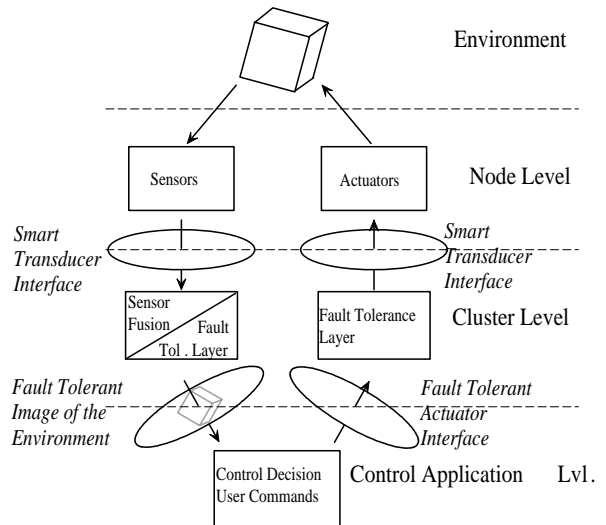 Environment
Sensors
Actuators
Node Level
Smart
Transducer
Interface
Smart
Transducer
Interface
Sensor
Fusion
Fault
Tol . Layer
Fault Tolerance
Layer
Cluster Level
Fault Tolerant
Image of the
Environment
Fault Tolerant
Actuator
Interface
Control Decision
User Commands
Control Application Lvl .